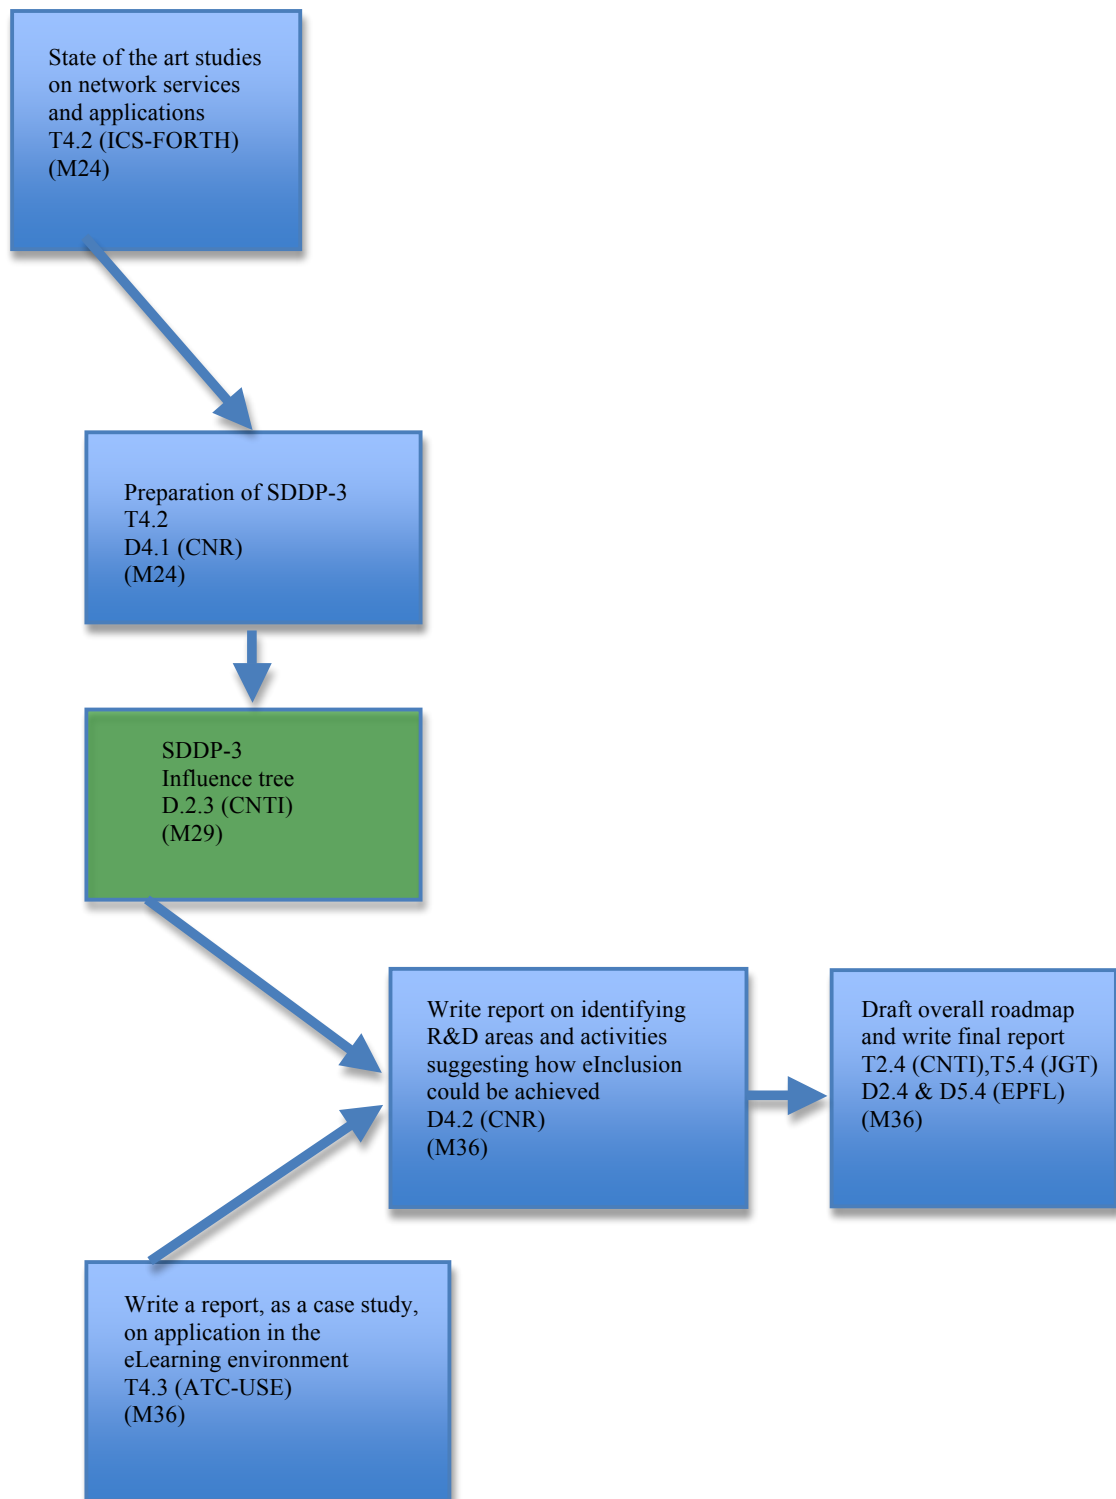 State of the art studies
on network services
and applications
T4.2 (ICS-FORTH)
(M24)
Preparation of SDDP-3
T4.2
D4.1 (CNR)
(M24)
SDDP-3
Influence tree
D.2.3 (CNTI)
(M29)
Write report on identifying
R&D areas and activities
suggesting how eInclusion
could be achieved
D4.2 (CNR)
(M36)
Draft overall roadmap
and write final report
T2.4 (CNTI),T5.4 (JGT)
D2.4 & D5.4 (EPFL)
(M36)
Write a report, as a case study,
on application in the
eLearning environment
T4.3 (ATC-USE)
(M36)